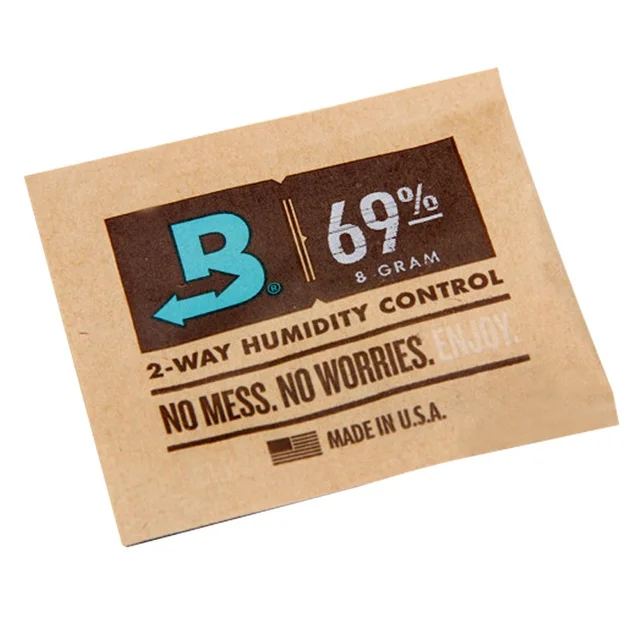 B®
69%
8 GRAM
2-WAY HUMIDITY CONTROL
NO MESS. NO WORRIES. ENJOY.
MADE IN U.S.A.